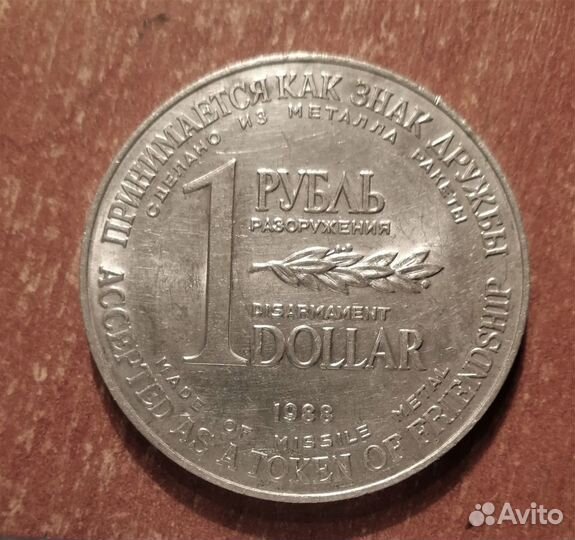 ПРИНИМАЕТСЯ КАК ЗНАК ДРУЖБЫ
СДЕЛАНО ИЗ МЕТАЛЛА РАКЕТЫ
1 РУБЛЬ
РАЗОРУЖЕНИЯ
DISARMAMENT
DOLLAR
1988
MADE OF MISSILE METAL
ACCEPTED AS A TOKEN OF FRIENDSHIP
Avito